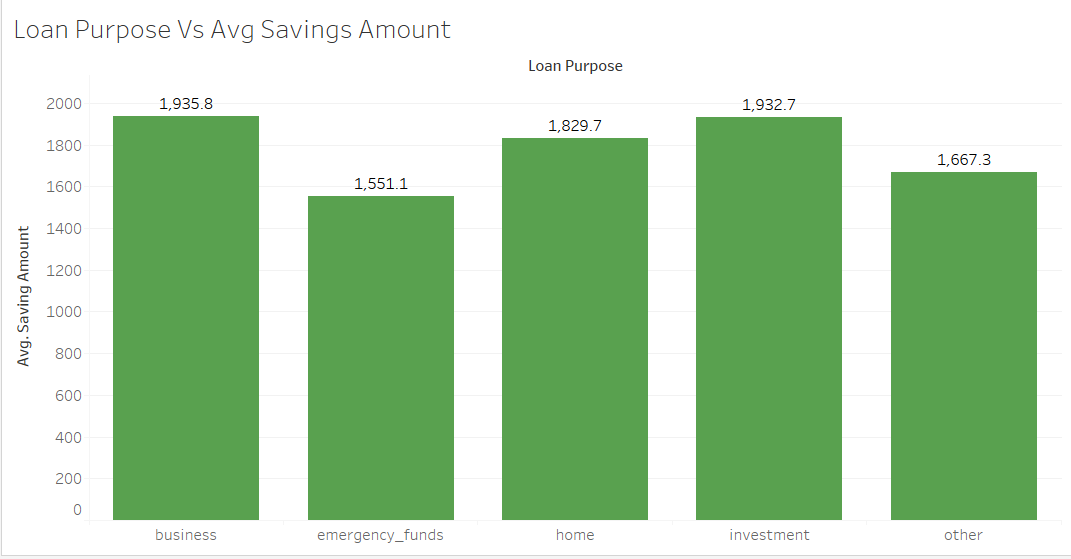 Loan Purpose Vs Avg Savings Amount
Loan Purpose
Avg. Saving Amount
2000
1800
1600
1400
1200
1000
800
600
400
200
0
1,935.8
1,551.1
1,829.7
1,932.7
1,667.3
business
emergency_funds
home
investment
other